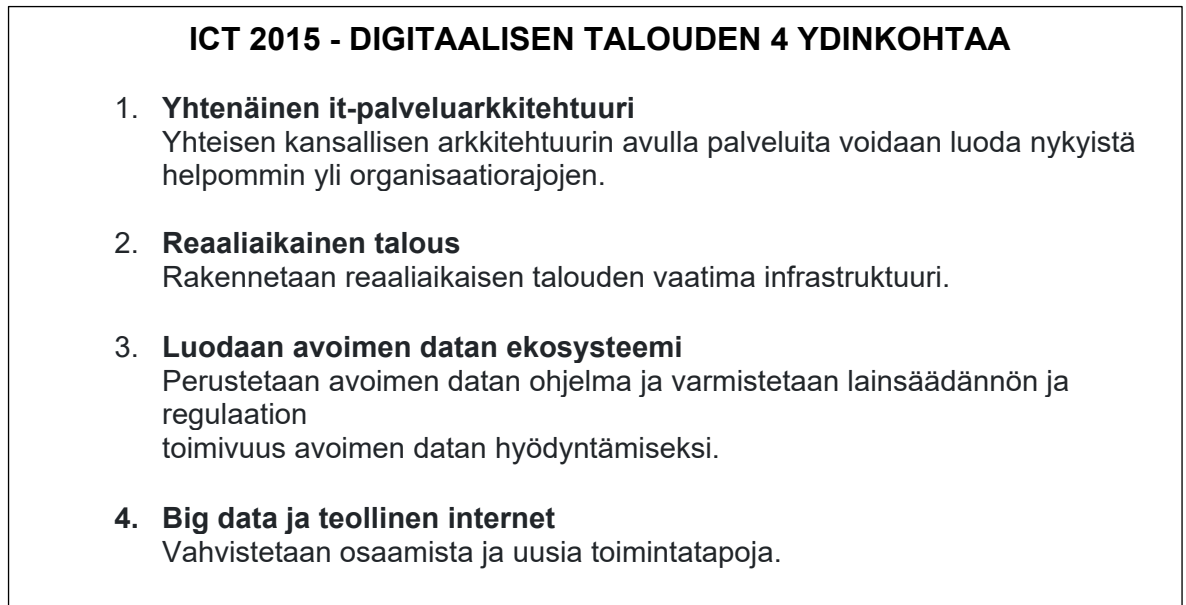 ICT 2015 - DIGITAALISEN TALOUDEN 4 YDINKOHTAA
1. Yhtenäinen it-palveluarkkitehtuuri
Yhteisen kansallisen arkkitehtuurin avulla palveluita voidaan luoda nykyistä
helpommin yli organisaatiorajojen.
2. Reaaliaikainen talous
Rakennetaan reaaliaikaisen talouden vaatima infrastruktuuri.
3. Luodaan avoimen datan ekosysteemi
Perustetaan avoimen datan ohjelma ja varmistetaan lainsäädännön ja
regulaation
toimivuus avoimen datan hyödyntämiseksi.
4. Big data ja teollinen internet
Vahvistetaan osaamista ja uusia toimintatapoja.